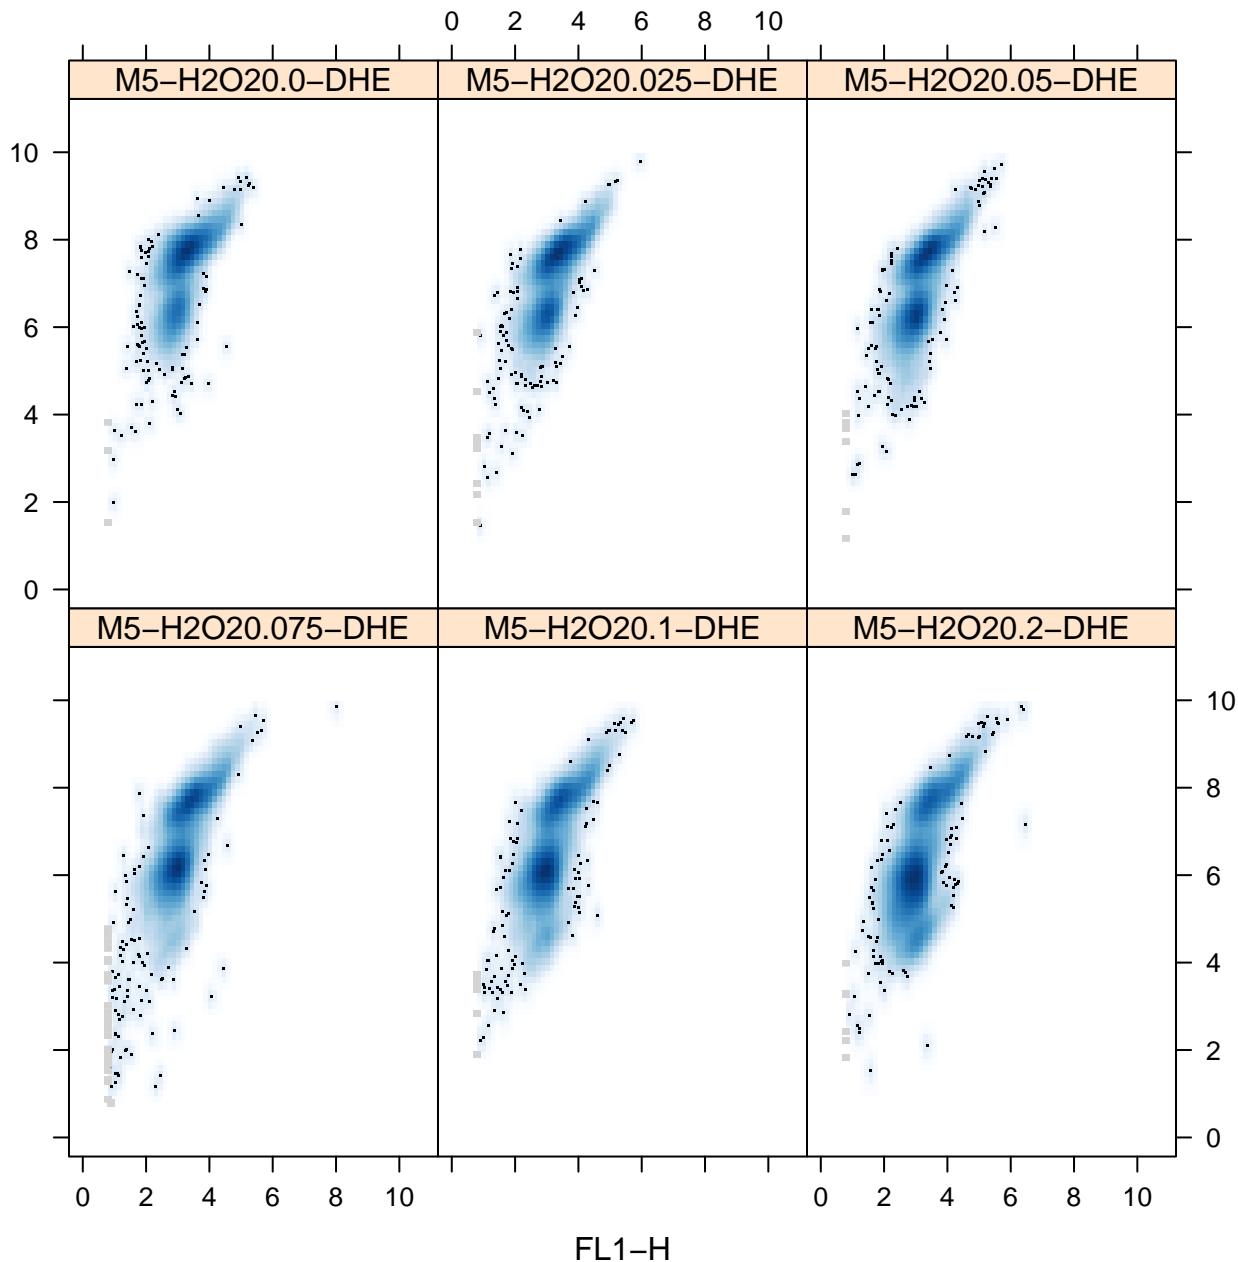 0 2 4 6 8 10
M5−H2O20.0−DHE M5−H2O20.025−DHE M5−H2O20.05−DHE
10
8
6
4
2
0
M5−H2O20.075−DHE M5−H2O20.1−DHE M5−H2O20.2−DHE
10
8
6
4
2
0
0 2 4 6 8 10 0 2 4 6 8 10
FL1−H